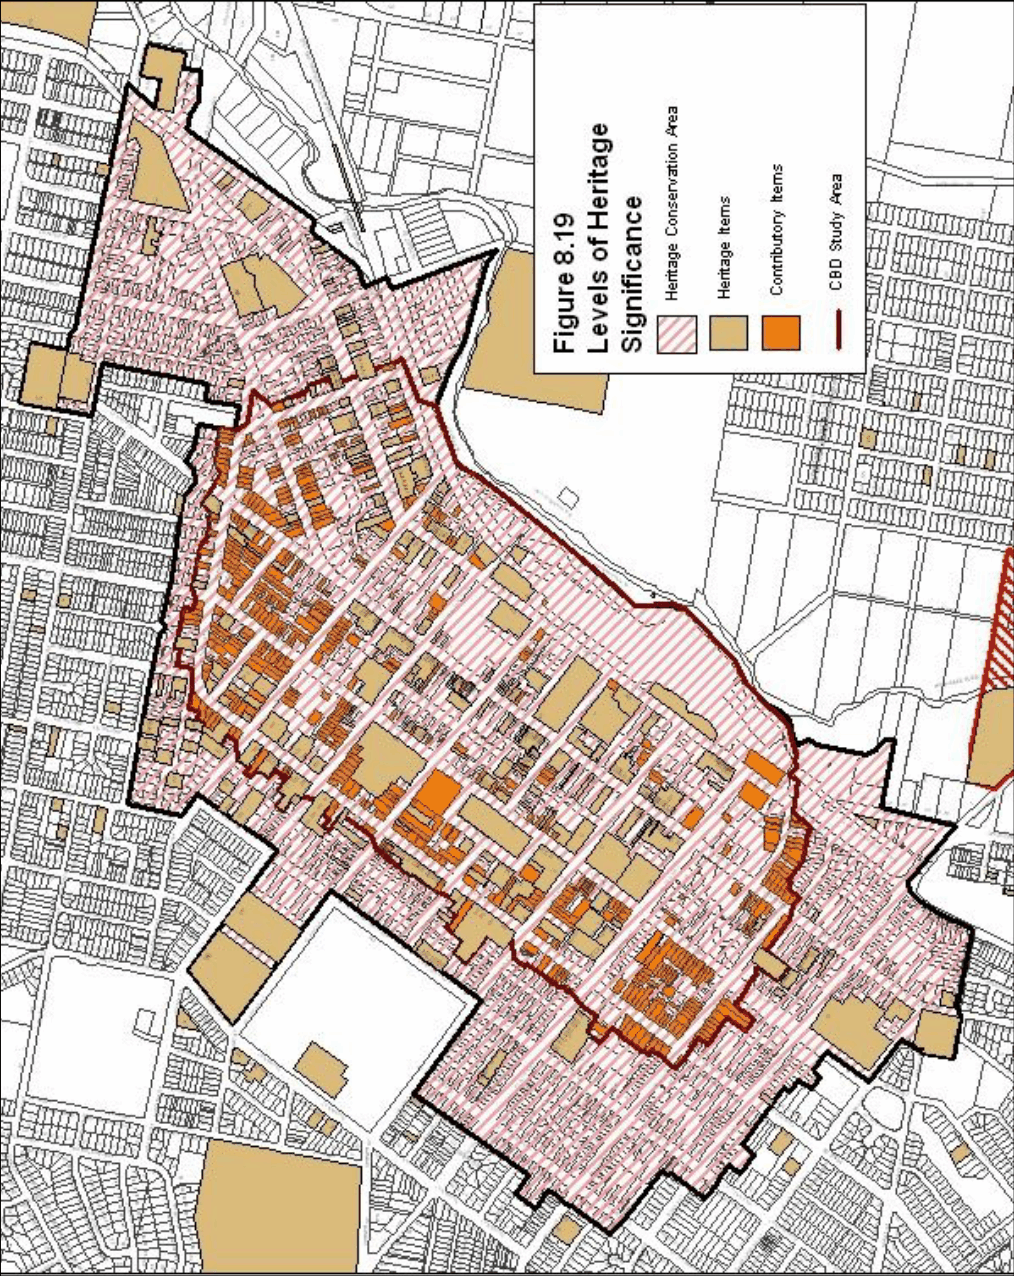 Figure 8.19
Levels of Heritage
Significance
Heritage Conservation Area
Heritage Items
Contributory Items
CBD Study Area